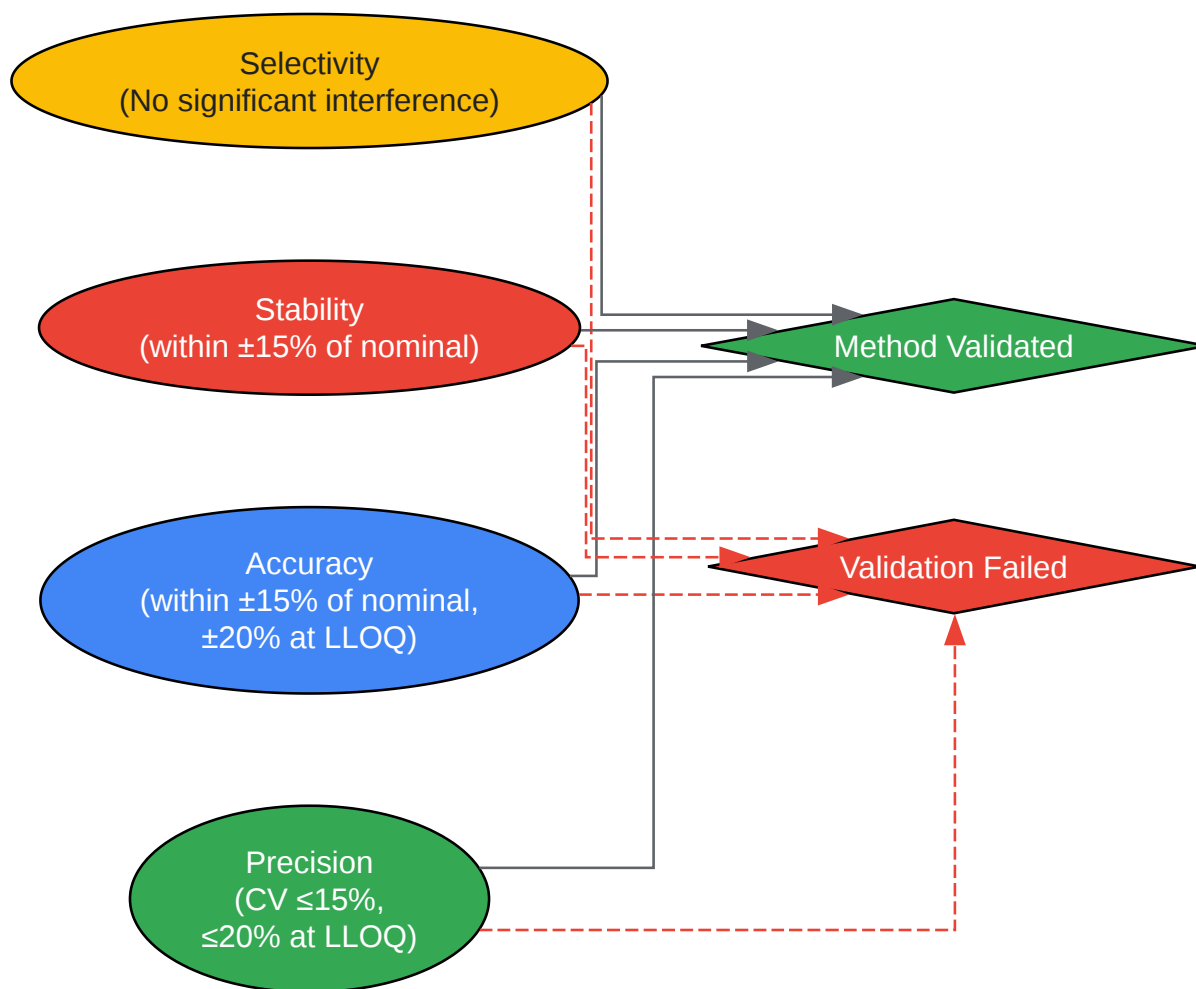 Selectivity
(No significant interference)
Stability
(within ±15% of nominal)
Method Validated
Accuracy
(within ±15% of nominal,
±20% at LLOQ)
Validation Failed
Precision
(CV ≤15%,
≤20% at LLOQ)